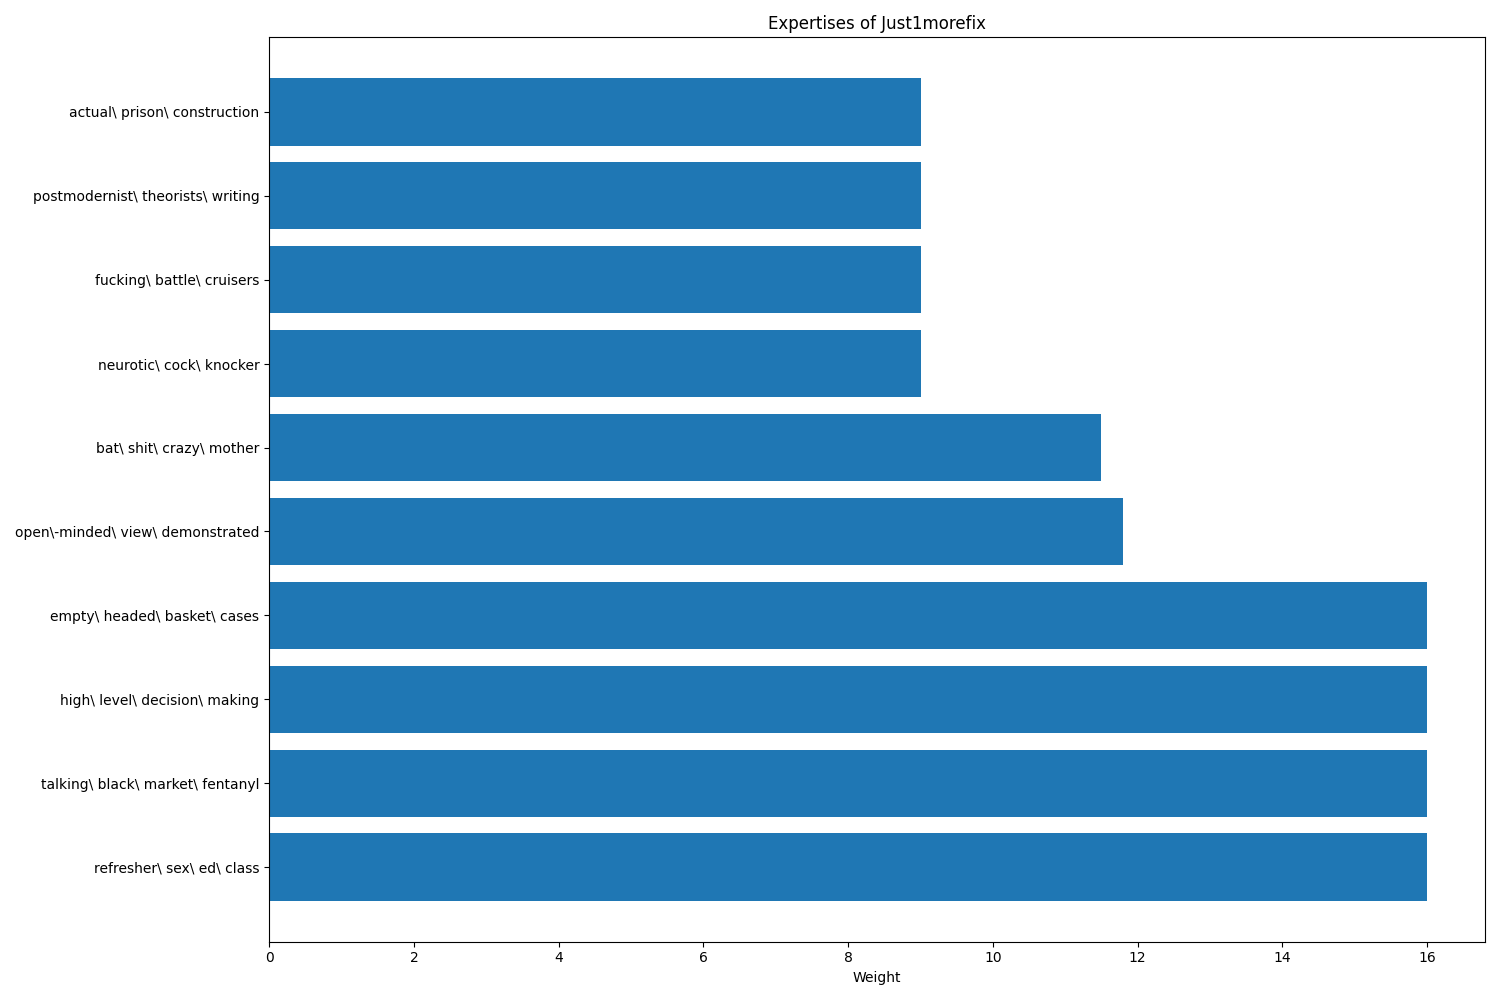 Expertises of Just1morefix
actual\ prison\ construction
postmodernist\ theorists\ writing
fucking\ battle\ cruisers
neurotic\ cock\ knocker
bat\ shit\ crazy\ mother
open\-minded\ view\ demonstrated
empty\ headed\ basket\ cases
high\ level\ decision\ making
talking\ black\ market\ fentanyl
refresher\ sex\ ed\ class
0 2 4 6 8 10 12 14 16
Weight